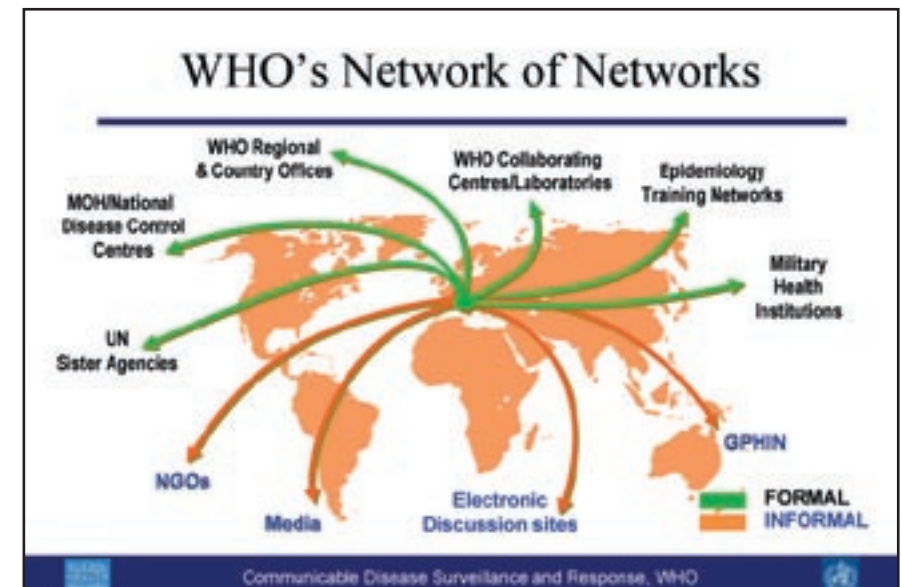 WHO's Network of Networks
WHO Regional
& Country Offices
WHO Collaborating
Centres/Laboratories
Epidemiology
Training Networks
MOH/National
Disease Control
Centres
Military
Health
Institutions
UN
Sister Agencies
GPHIN
NGOs
Media
Electronic
Discussion sites
FORMAL
INFORMAL
Communicable Disease Surveillance and Response, WHO